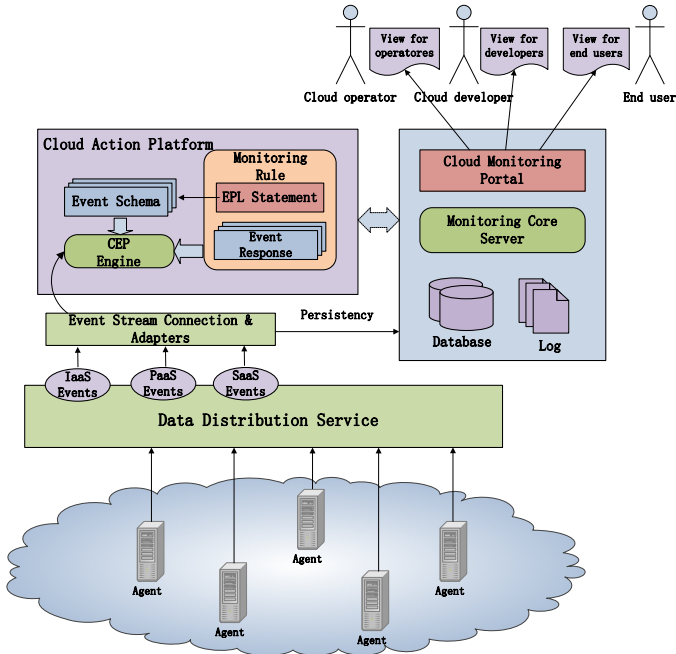 View for
operatores
View for
developers
View for
end users
Cloud operator
Cloud developer
End user
Cloud Action Platform
Monitoring
Rule
EPL Statement
Event Schema
Event
Response
CEP
Engine
Cloud Monitoring
Portal
Monitoring Core
Server
Database
Log
Event Stream Connection &
Adapters
Persistency
IaaS
Events
PaaS
Events
SaaS
Events
Data Distribution Service
Agent
Agent
Agent
Agent
Agent